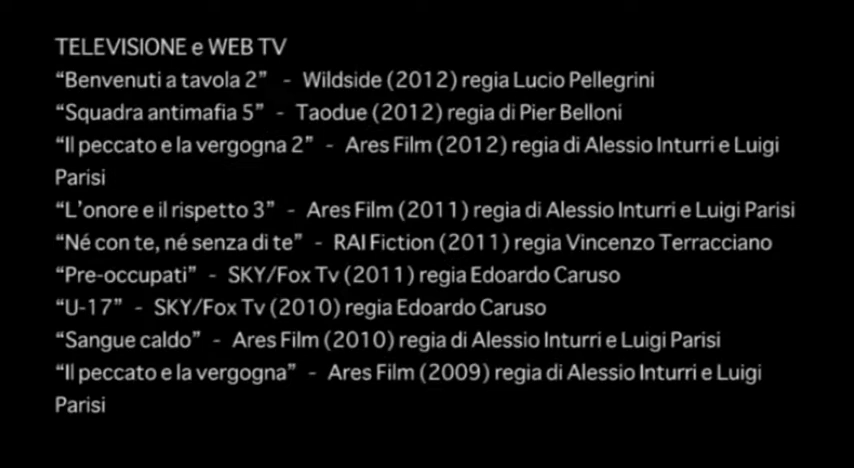 TELEVISIONE e WEB TV
“Benvenuti a tavola 2” - Wildside (2012) regia Lucio Pellegrini
“Squadra antimafia 5” - Taodue (2012) regia di Pier Belloni
“Il peccato e la vergogna 2” - Ares Film (2012) regia di Alessio Inturri e Luigi
Parisi
“L’onore e il rispetto 3” - Ares Film (2011) regia di Alessio Inturri e Luigi Parisi
“Né con te, né senza di te” - RAI Fiction (2011) regia Vincenzo Terracciano
“Pre-occupati” - SKY/Fox Tv (2011) regia Edoardo Caruso
“U-17” - SKY/Fox Tv (2010) regia Edoardo Caruso
“Sangue caldo” - Ares Film (2010) regia di Alessio Inturri e Luigi Parisi
“Il peccato e la vergogna” - Ares Film (2009) regia di Alessio Inturri e Luigi
Parisi